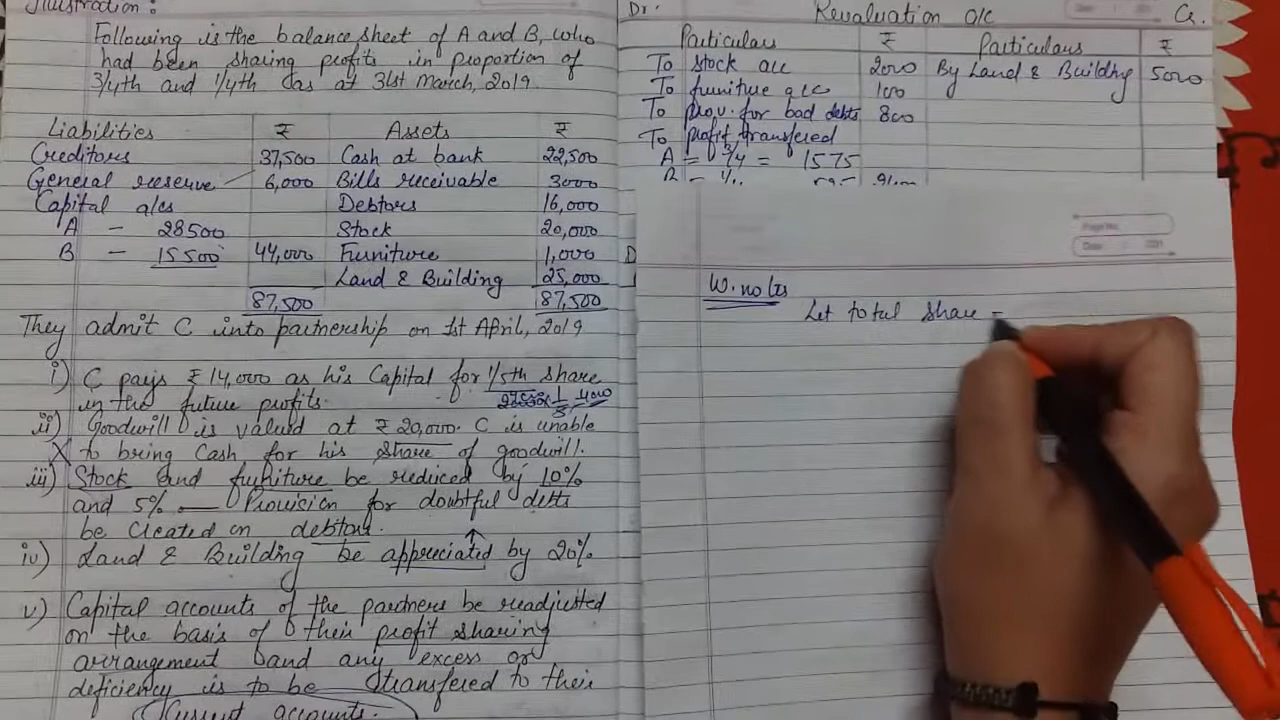 Illustration :
Following is the balance sheet of A and B, who
had been sharing profits in proportion of
3/4th and 1/4th as at 31st March, 2019.
Liabilities ₹ Assets ₹
Creditors 37,500 Cash at bank 22,500
General reserve 6,000 Bills receivable 3000
Capital a/cs Debtors 16,000
A - 28500 Stock 20,000
B - 15500 44,000 Furniture 1,000
Land & Building 25,000
87,500 87,500
They admit C into partnership on 1st April, 2019
i) C pays ₹ 14,000 as his Capital for 1/5th share
in the future profits.
ii) Goodwill is valued at ₹ 20,000. C is unable
to bring Cash for his share of goodwill.
iii) Stock and furniture be reduced by 10%
and 5% Provision for doubtful debts
be created on debtors.
iv) Land & Building be appreciated by 20%
v) Capital accounts of the partners be readjusted
on the basis of their profit sharing
arrangement and any excess or
deficiency is to be transfered to their
Current accounts.
Dr. Revaluation a/c Cr.
Particulars ₹ Particulars ₹
To stock a/c 2000 By Land & Building 5000
To furniture a/c 100
To prov. for bad debts 800
To profit transfered
A = 3/4 = 1575
Page No.
Date
W. notes
Let total share =